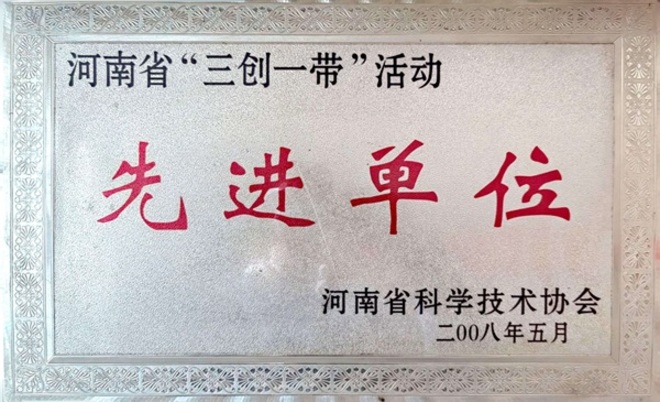 河南省“三创一带”活动
先进单位
河南省科学技术协会
二00八年五月